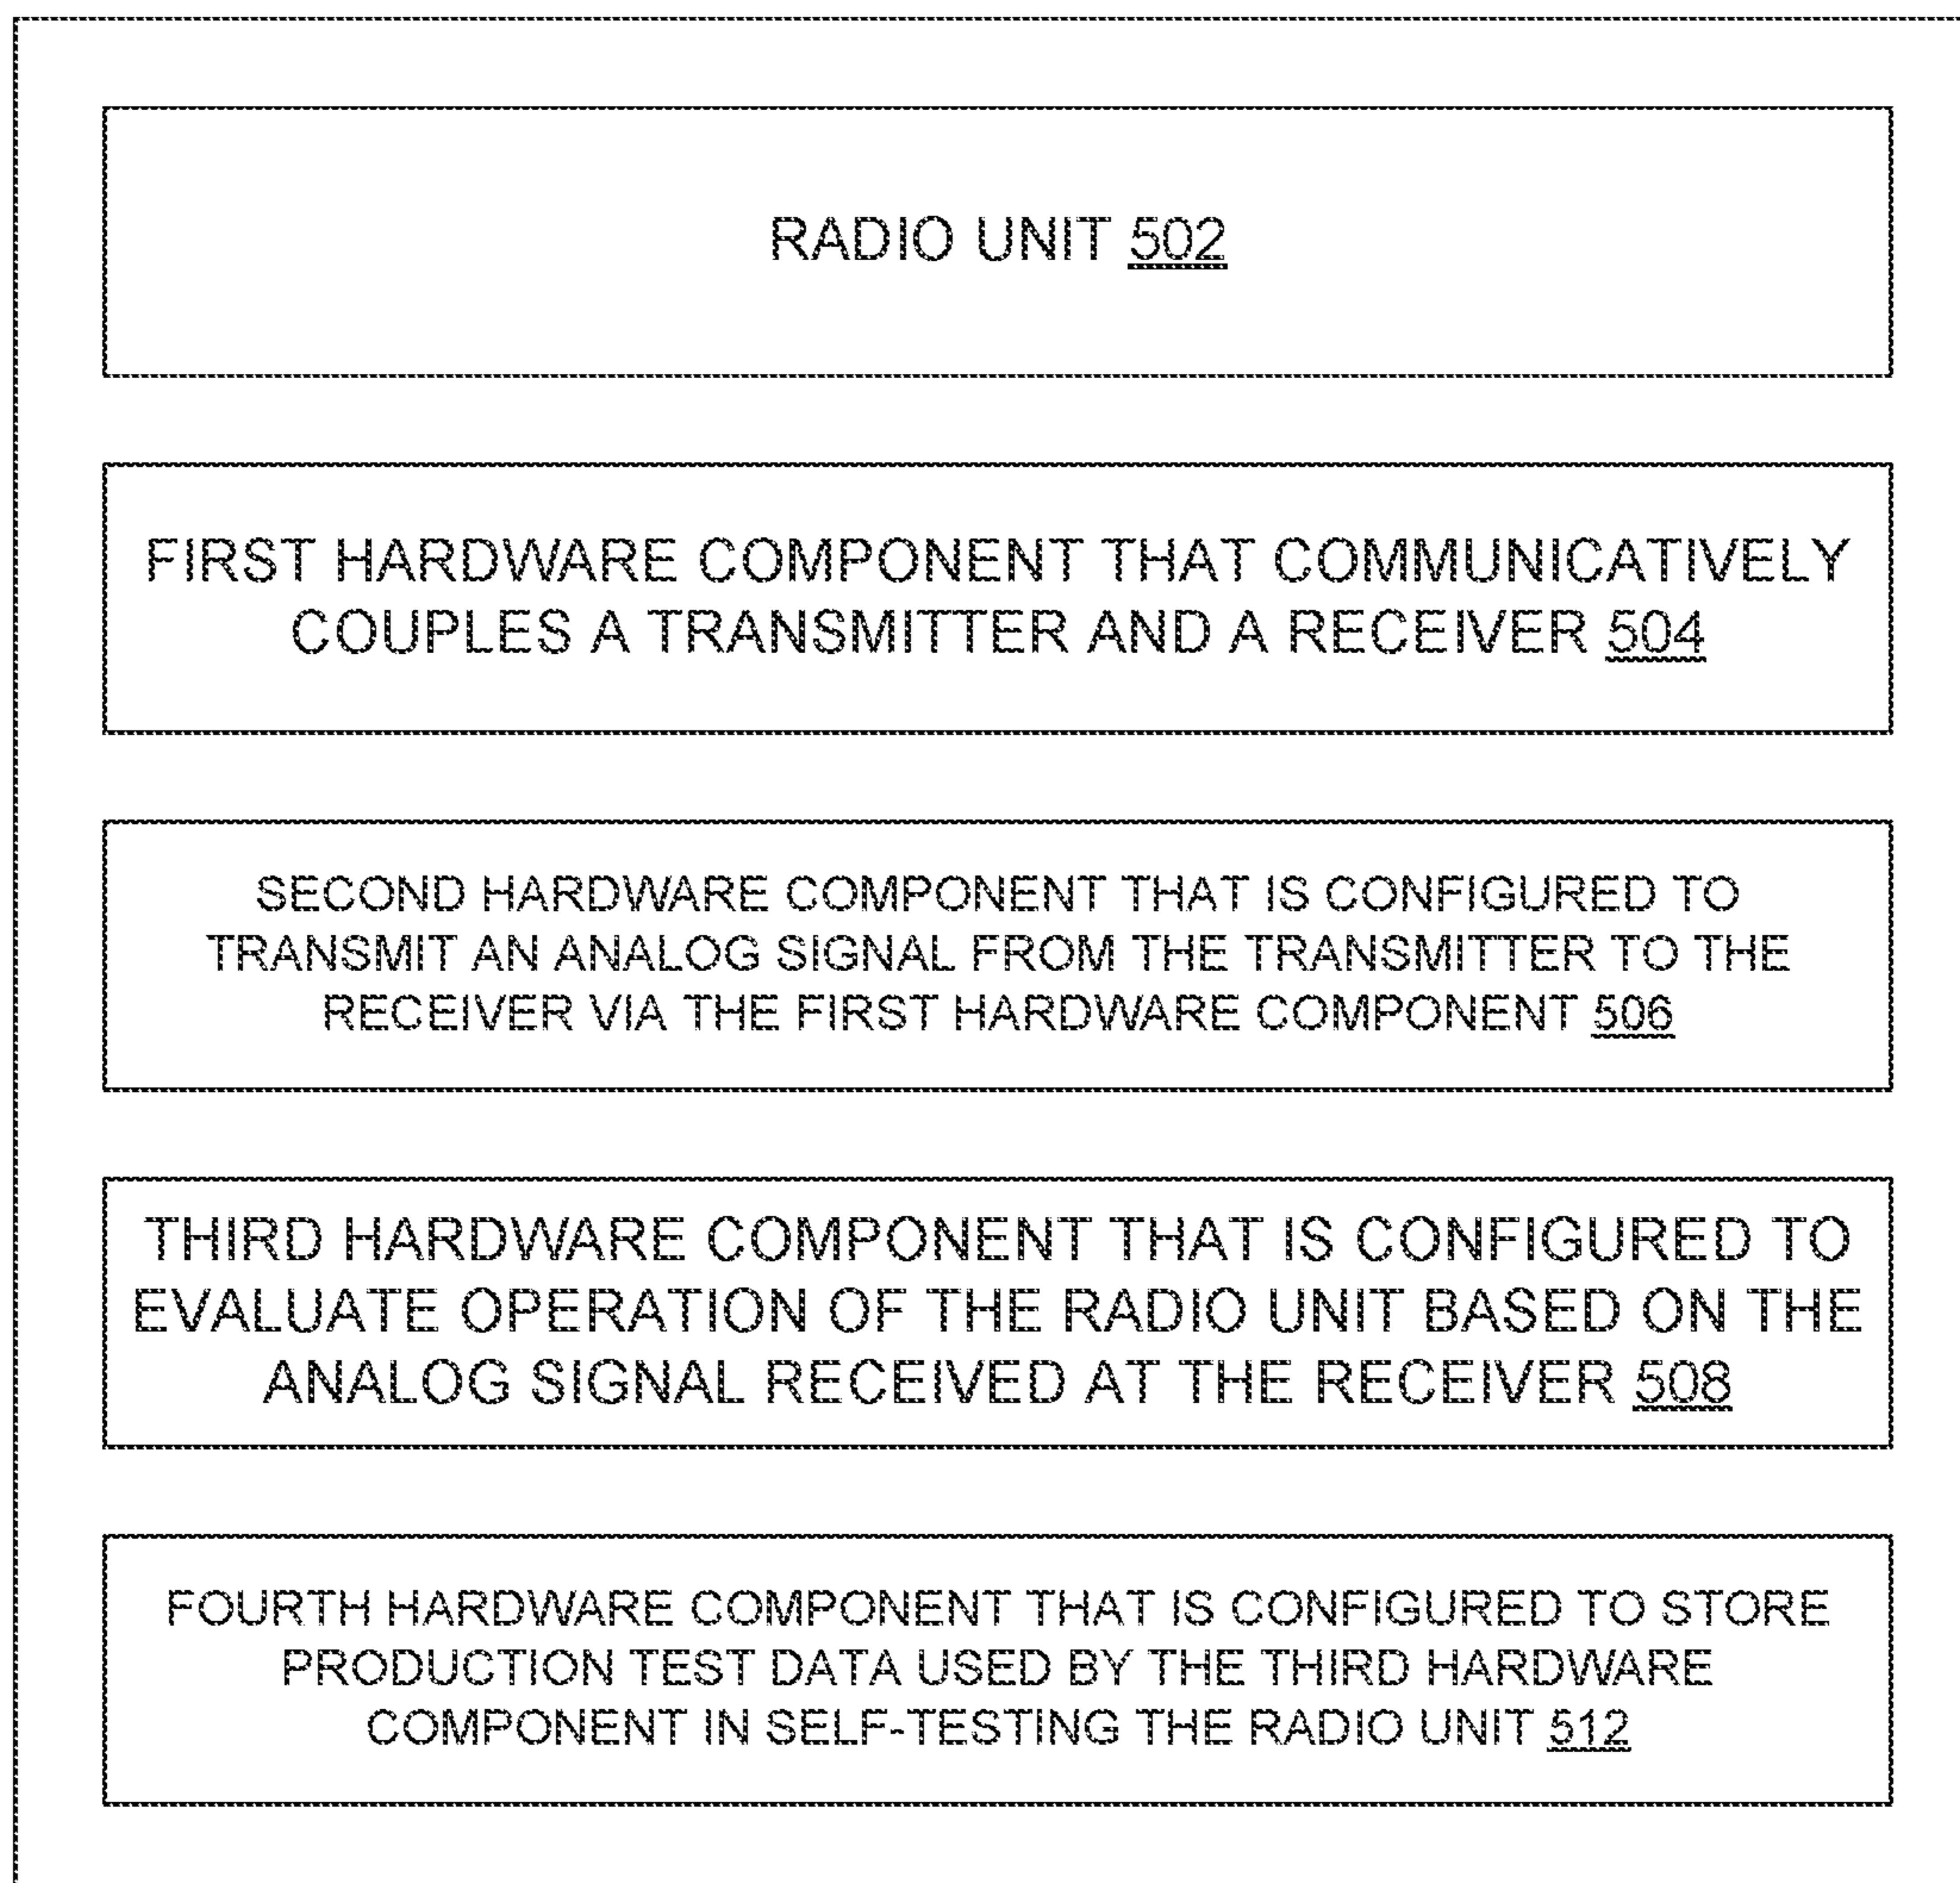 RADIO UNIT 502
FIRST HARDWARE COMPONENT THAT COMMUNICATIVELY
COUPLES A TRANSMITTER AND A RECEIVER 504
SECOND HARDWARE COMPONENT THAT IS CONFIGURED TO
TRANSMIT AN ANALOG SIGNAL FROM THE TRANSMITTER TO THE
RECEIVER VIA THE FIRST HARDWARE COMPONENT 506
THIRD HARDWARE COMPONENT THAT IS CONFIGURED TO
EVALUATE OPERATION OF THE RADIO UNIT BASED ON THE
ANALOG SIGNAL RECEIVED AT THE RECEIVER 508
FOURTH HARDWARE COMPONENT THAT IS CONFIGURED TO STORE
PRODUCTION TEST DATA USED BY THE THIRD HARDWARE
COMPONENT IN SELF-TESTING THE RADIO UNIT 512